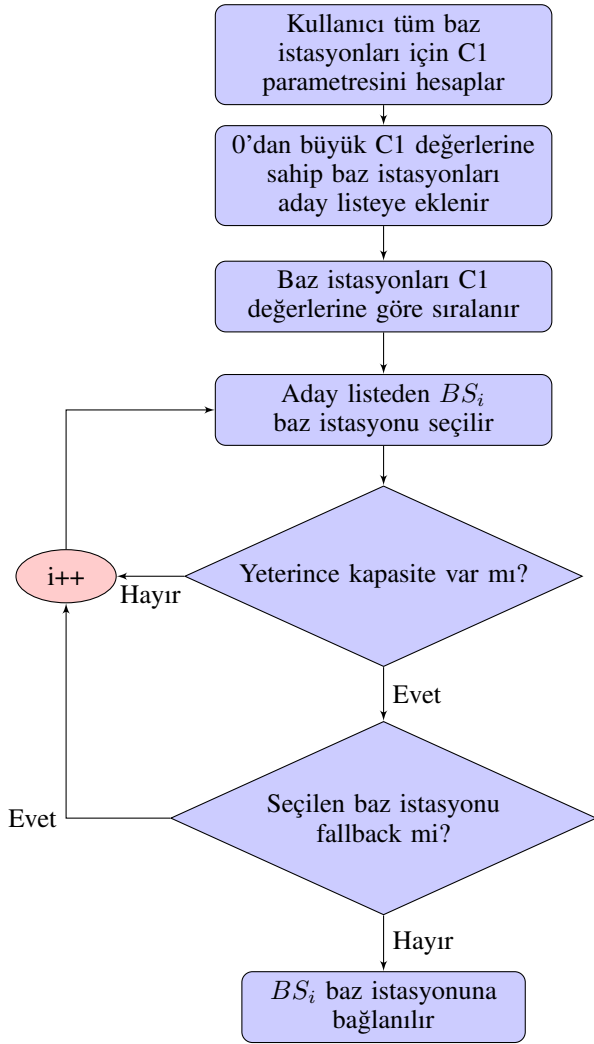 Kullanıcı tüm baz
istasyonları için C1
parametresini hesaplar
0'dan büyük C1 değerlerine
sahip baz istasyonları
aday listeye eklenir
Baz istasyonları C1
değerlerine göre sıralanır
Aday listeden BS_i
baz istasyonu seçilir
Yeterince kapasite var mı?
i++
Hayır
Evet
Seçilen baz istasyonu
fallback mi?
Evet
Hayır
BS_i baz istasyonuna
bağlanılır